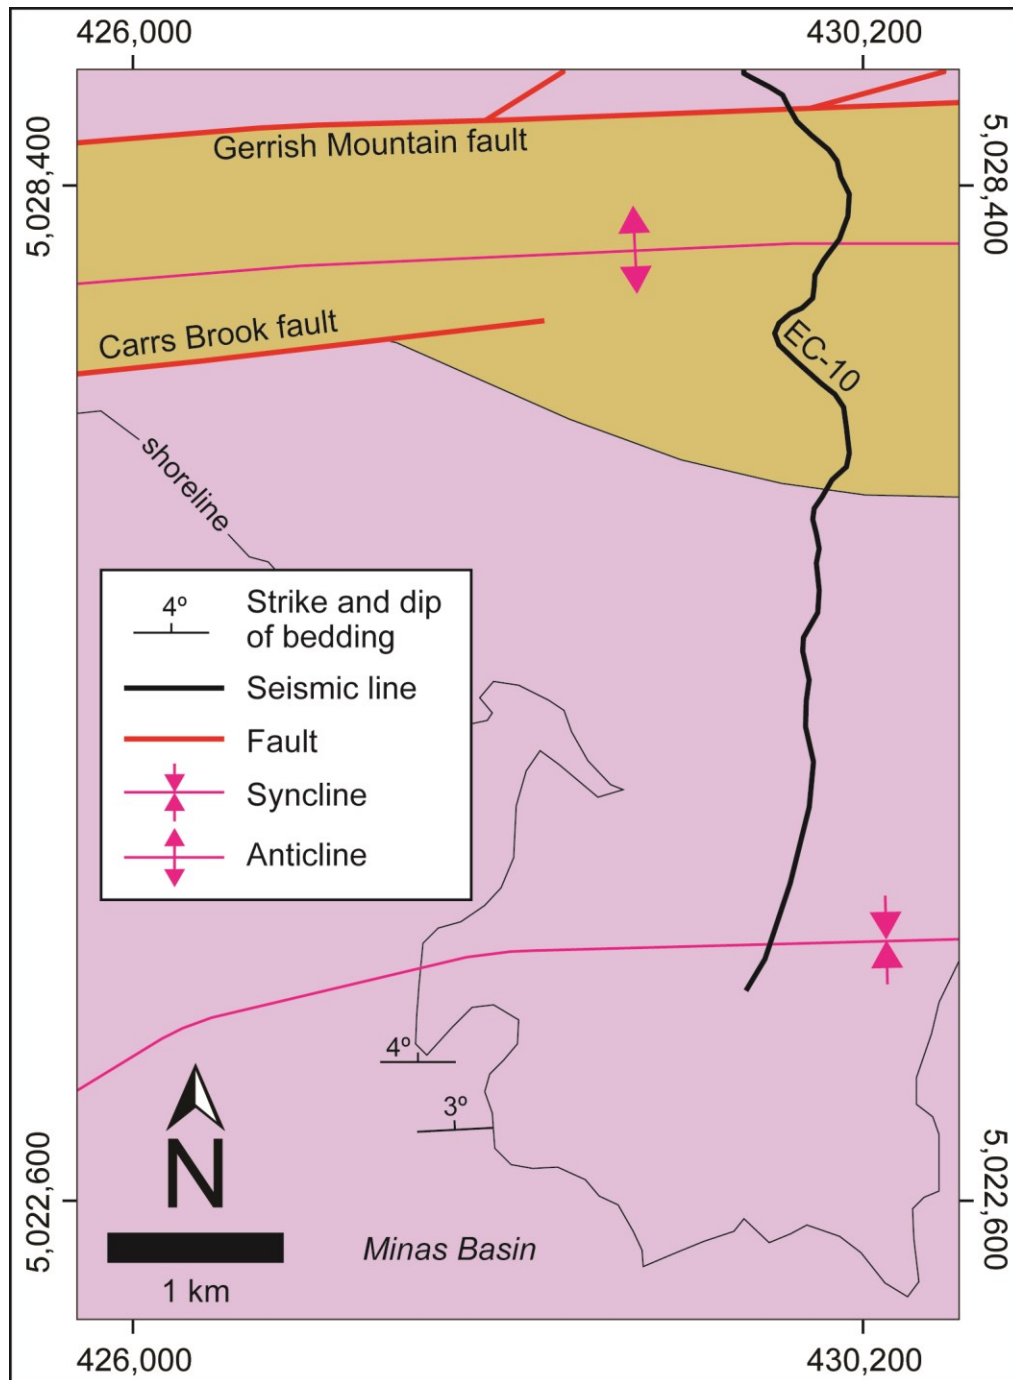 426,000
430,200
Gerrish Mountain fault
5,028,400
5,028,400
Carrs Brook fault
EC-10
shoreline
4º
Strike and dip
of bedding
Seismic line
Fault
Syncline
Anticline
4º
3º
N
5,022,600
5,022,600
Minas Basin
1 km
426,000
430,200